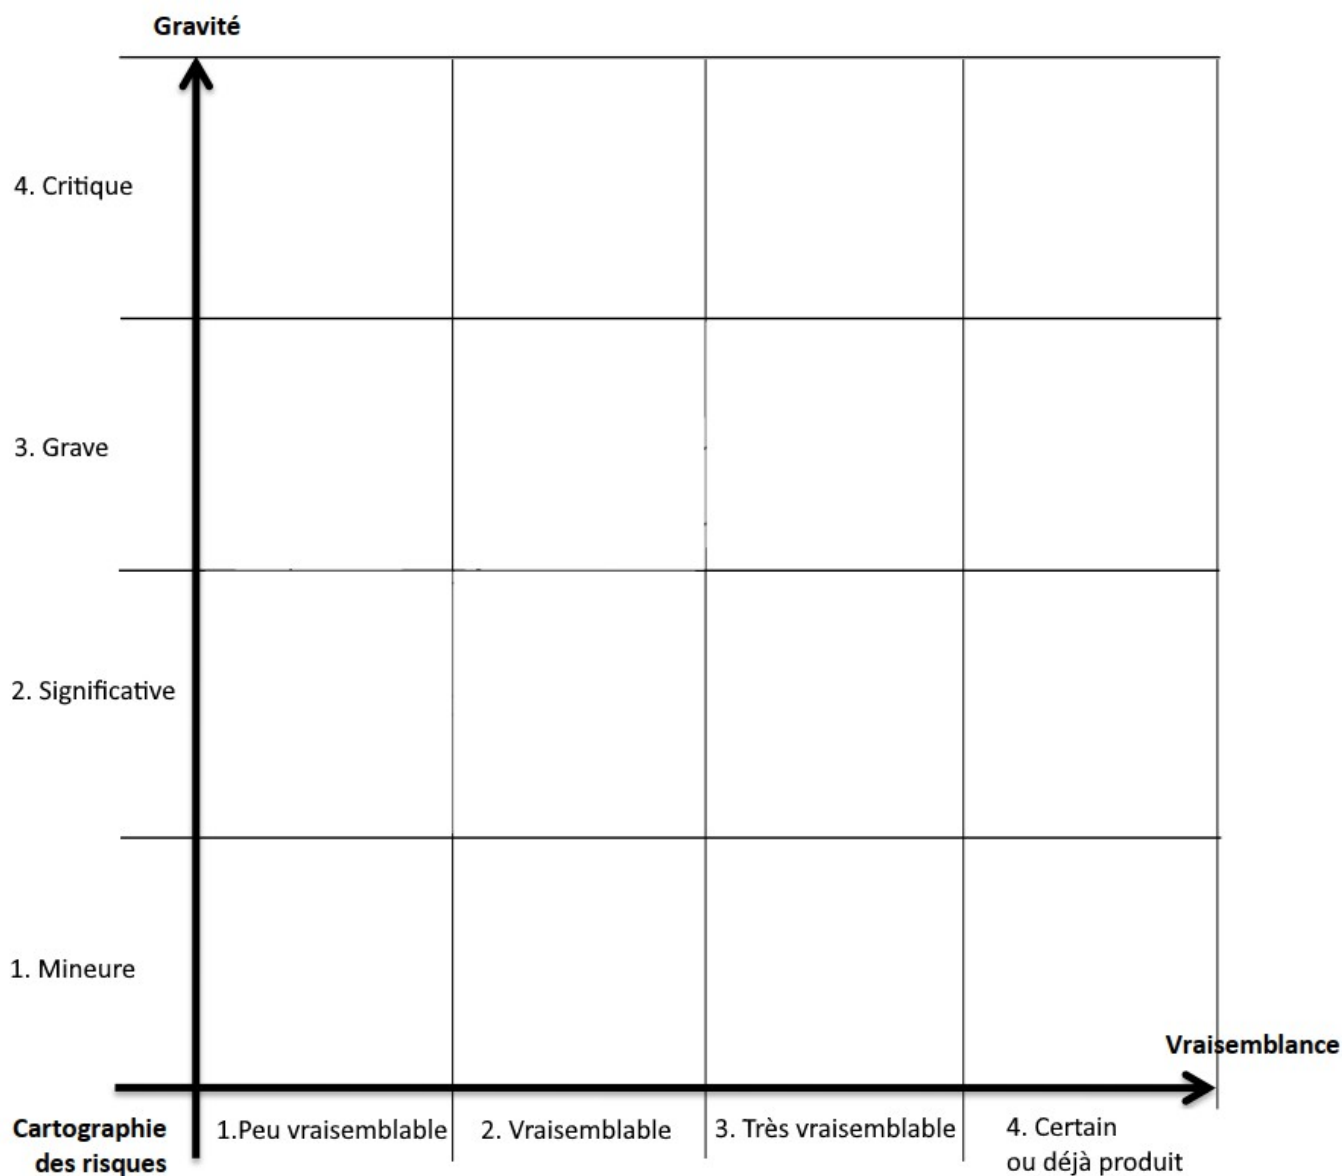 Gravité
4. Critique
3. Grave
2. Significative
1. Mineure
Vraisemblance
Cartographie
des risques
1.Peu vraisemblable
2. Vraisemblable
3. Très vraisemblable
4. Certain
ou déjà produit